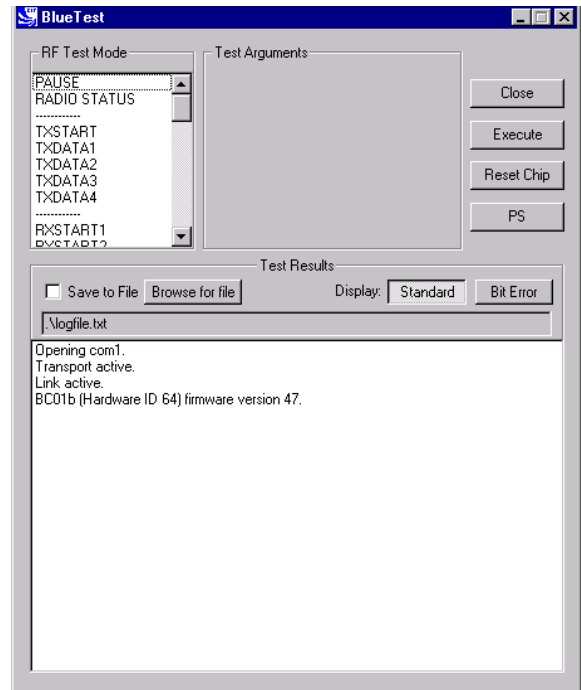 BlueTest
RF Test Mode
PAUSE
RADIO STATUS
------------
TXSTART
TXDATA1
TXDATA2
TXDATA3
TXDATA4
------------
RXSTART1
RXSTART2
Test Arguments
Close
Execute
Reset Chip
PS
Test Results
Save to File
Browse for file
Display:
Standard
Bit Error
.\logfile.txt
Opening com1.
Transport active.
Link active.
BC01b (Hardware ID 64) firmware version 47.